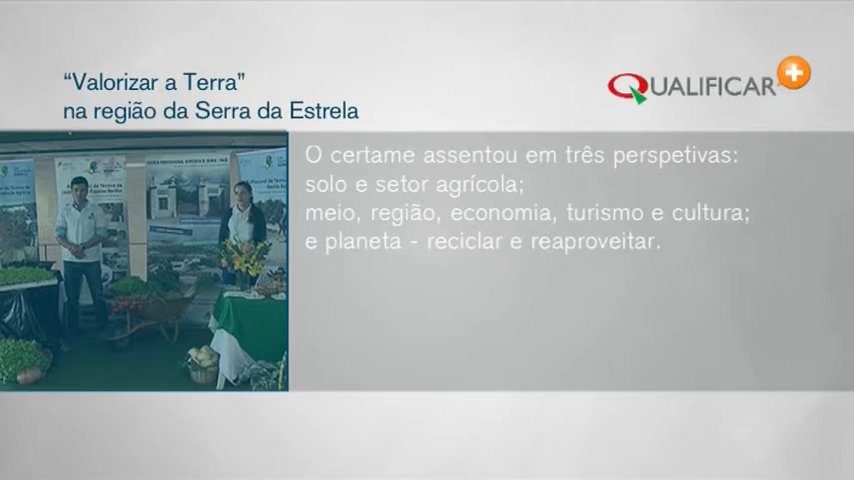 “Valorizar a Terra”
na região da Serra da Estrela
QUALIFICAR
O certame assentou em três perspetivas:
solo e setor agrícola;
meio, região, economia, turismo e cultura;
e planeta - reciclar e reaproveitar.